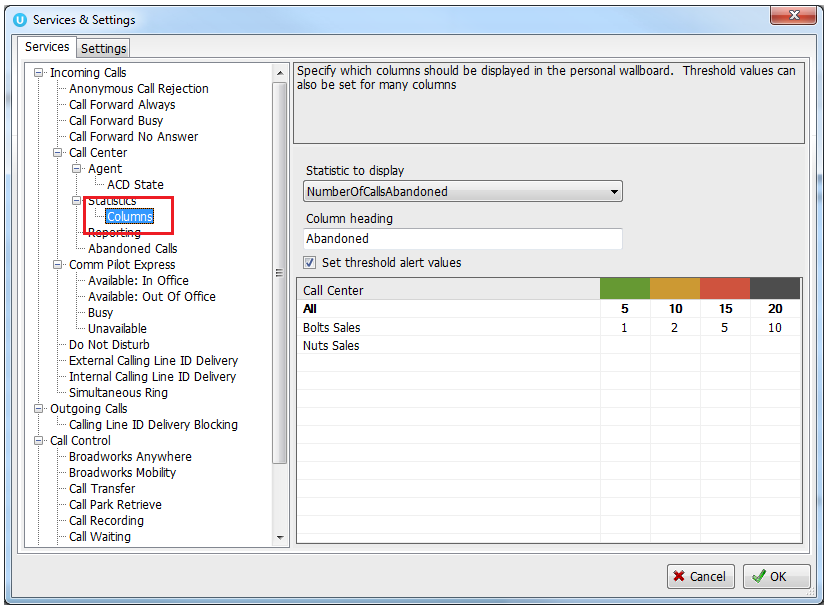 Services & Settings
Services
Settings
Incoming Calls
Anonymous Call Rejection
Call Forward Always
Call Forward Busy
Call Forward No Answer
Call Center
Agent
ACD State
Statistics
Columns
Reporting
Abandoned Calls
Comm Pilot Express
Available: In Office
Available: Out Of Office
Busy
Unavailable
Do Not Disturb
External Calling Line ID Delivery
Internal Calling Line ID Delivery
Simultaneous Ring
Outgoing Calls
Calling Line ID Delivery Blocking
Call Control
Broadworks Anywhere
Broadworks Mobility
Call Transfer
Call Park Retrieve
Call Recording
Call Waiting
Specify which columns should be displayed in the personal wallboard. Threshold values can
also be set for many columns
Statistic to display
NumberOfCallsAbandoned
Column heading
Abandoned
Set threshold alert values
Call Center
All 5 10 15 20
Bolts Sales 1 2 5 10
Nuts Sales
Cancel
OK